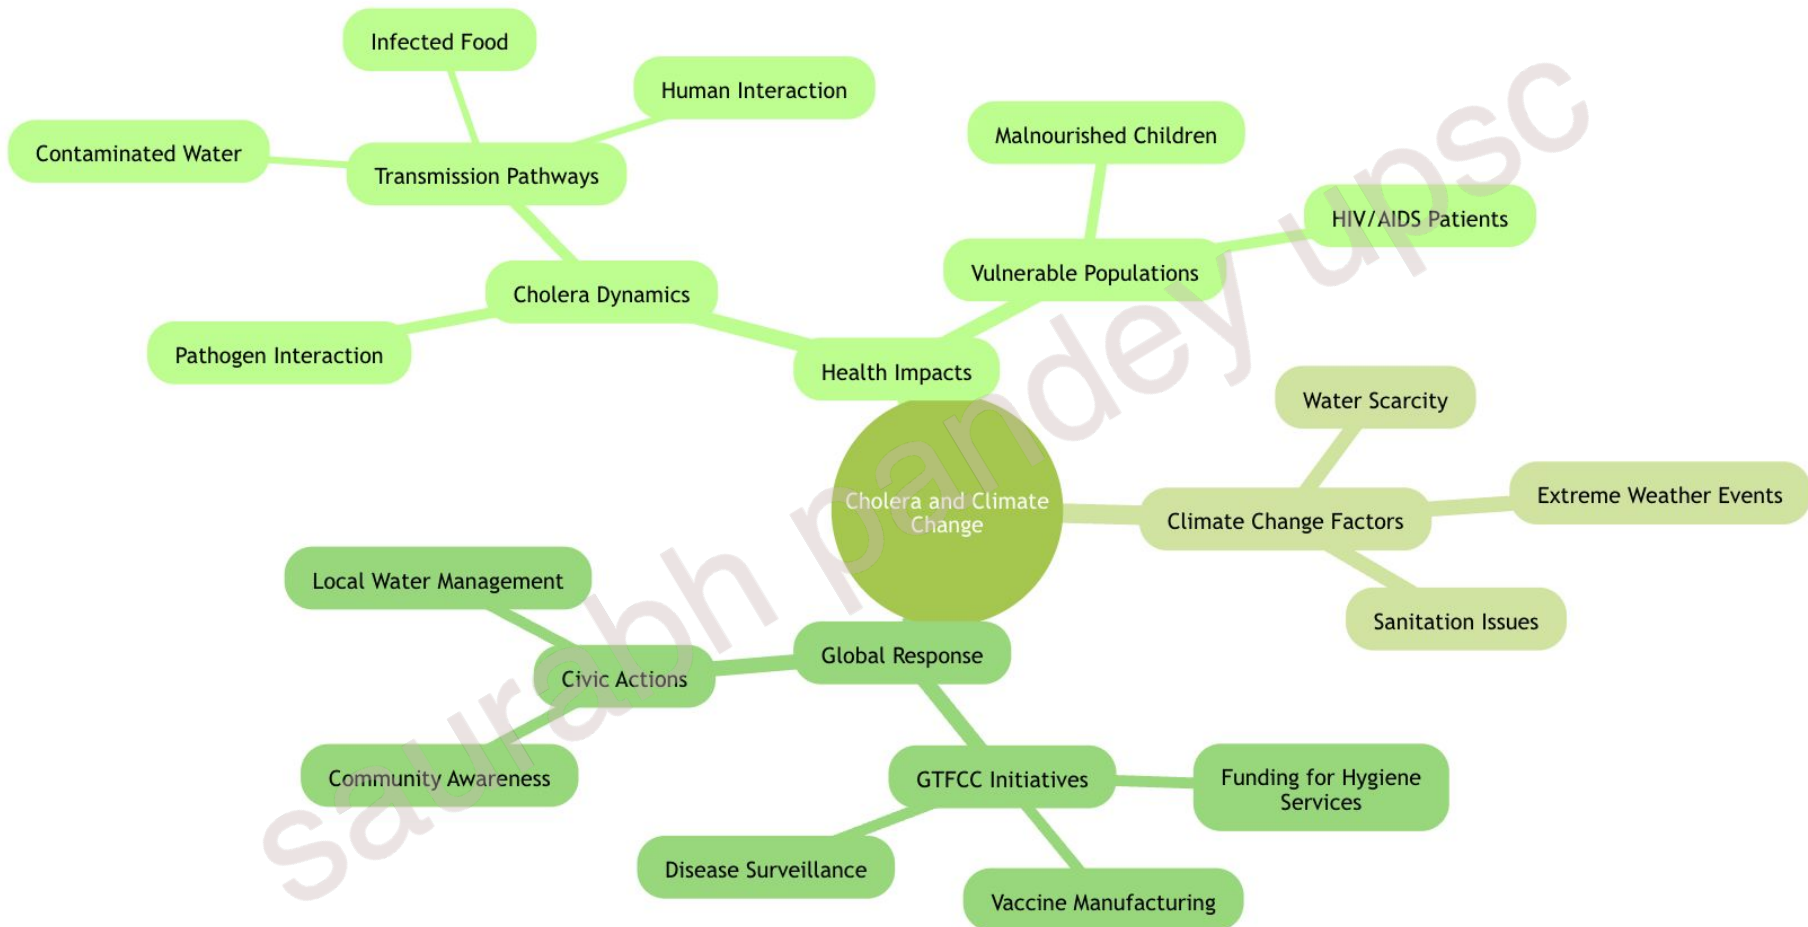 Infected Food
Human Interaction
Contaminated Water
Transmission Pathways
Malnourished Children
HIV/AIDS Patients
Vulnerable Populations
Cholera Dynamics
Pathogen Interaction
Health Impacts
Water Scarcity
Extreme Weather Events
Cholera and Climate
Change
Climate Change Factors
Sanitation Issues
Local Water Management
Global Response
Civic Actions
Community Awareness
GTFCC Initiatives
Funding for Hygiene
Services
Disease Surveillance
Vaccine Manufacturing
saurabh pandey upsc